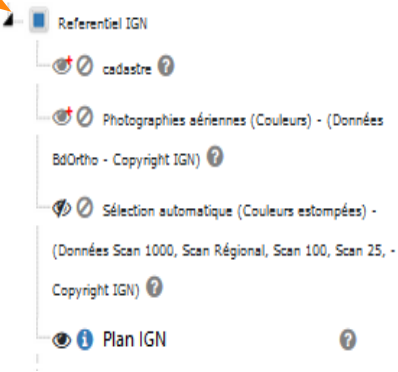 Referentiel IGN
cadastre ?
Photographies aériennes (Couleurs) - (Données
BdOrtho - Copyright IGN) ?
Sélection automatique (Couleurs estompées) -
(Données Scan 1000, Scan Régional, Scan 100, Scan 25, -
Copyright IGN) ?
i Plan IGN ?